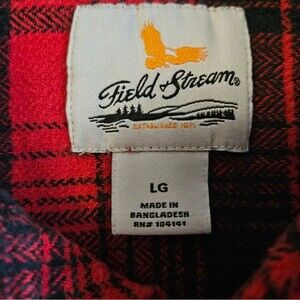 Field & Stream®
ESTABLISHED 1871
LG
MADE IN
BANGLADESH
RN# 104141